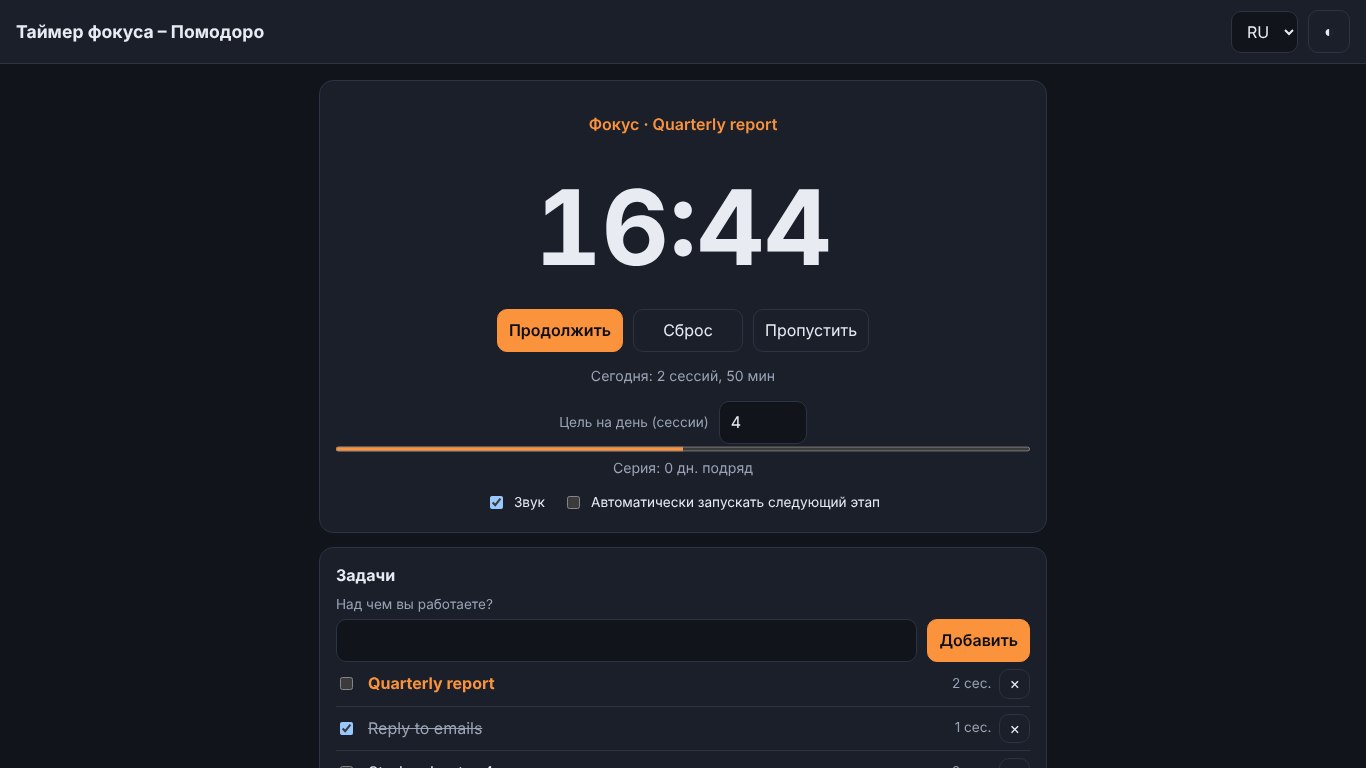 Таймер фокуса – Помодоро
RU
Фокус · Quarterly report
16:44
Продолжить
Сброс
Пропустить
Сегодня: 2 сессий, 50 мин
Цель на день (сессии)
4
Серия: 0 дн. подряд
Звук
Автоматически запускать следующий этап
Задачи
Над чем вы работаете?
Добавить
Quarterly report
2 сес.
×
Reply to emails
1 сес.
×